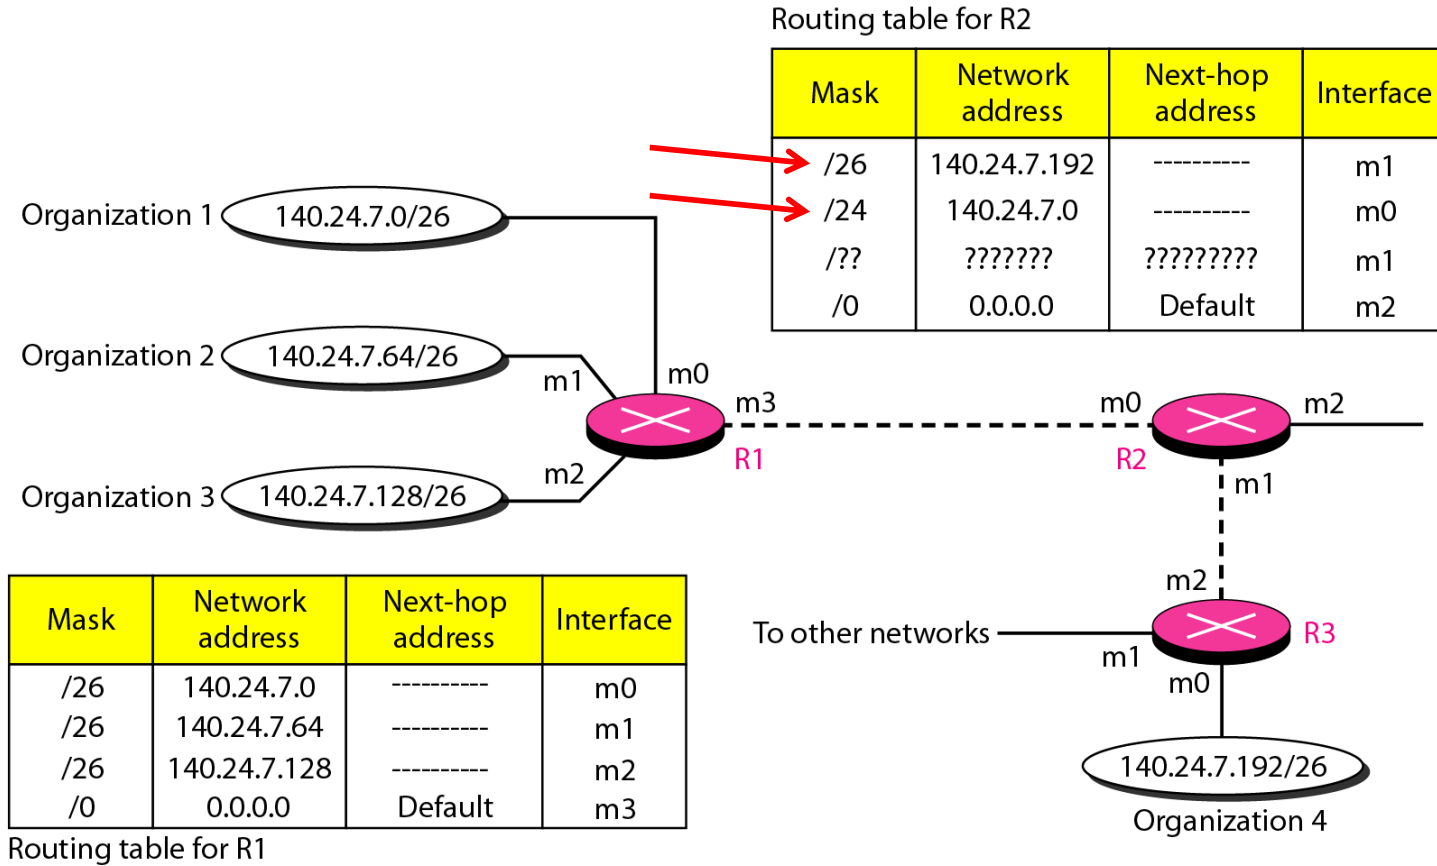 Routing table for R2
Mask Network address Next-hop address Interface
/26 140.24.7.192 ---------- m1
/24 140.24.7.0 ---------- m0
/?? ??????? ????????? m1
/0 0.0.0.0 Default m2
Organization 1 140.24.7.0/26
Organization 2 140.24.7.64/26
Organization 3 140.24.7.128/26
m1 m0
m3
m2
R1
m0 m2
R2
m1
m2
To other networks
R3
m1
m0
140.24.7.192/26
Organization 4
Mask Network address Next-hop address Interface
/26 140.24.7.0 ---------- m0
/26 140.24.7.64 ---------- m1
/26 140.24.7.128 ---------- m2
/0 0.0.0.0 Default m3
Routing table for R1